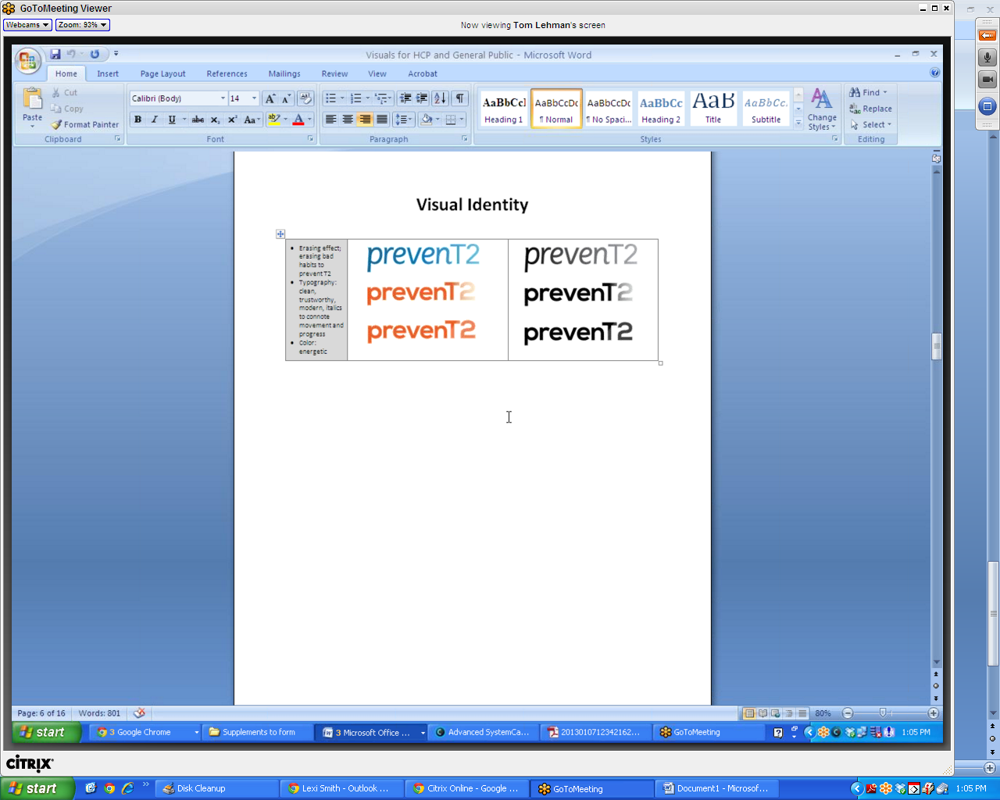 GoToMeeting Viewer
Webcams
Zoom: 93%
Now viewing Tom Lehman's screen
Visuals for HCP and General Public - Microsoft Word
Home Insert Page Layout References Mailings Review View Acrobat
Paste
Cut
Copy
Format Painter
Clipboard
Calibri (Body) 14
B I U abc x₂ x² Aa
Font
Paragraph
AaBbCcI AaBbCcDc AaBbCcDc AaBbCc AaB AaBbCc.
Heading 1 ¶ Normal ¶ No Spaci... Heading 2 Title Subtitle
Styles
Change Styles
Find
Replace
Select
Editing
Visual Identity
• Erasing effect;
erasing bad
habits to
prevent T2
• Typography:
clean,
trustworthy,
modern, italics
to connote
movement and
progress
• Color:
energetic
prevenT2
prevenT2
prevenT2
prevenT2
prevenT2
prevenT2
Page: 6 of 16 Words: 801
80%
start 3 Google Chrome Supplements to form 3 Microsoft Office ... Advanced SystemCa... 2013010712342162... GoToMeeting 1:05 PM
CITRIX
start Disk Cleanup Lexi Smith - Outlook ... Citrix Online - Google ... GoToMeeting Document1 - Microsof... 1:05 PM